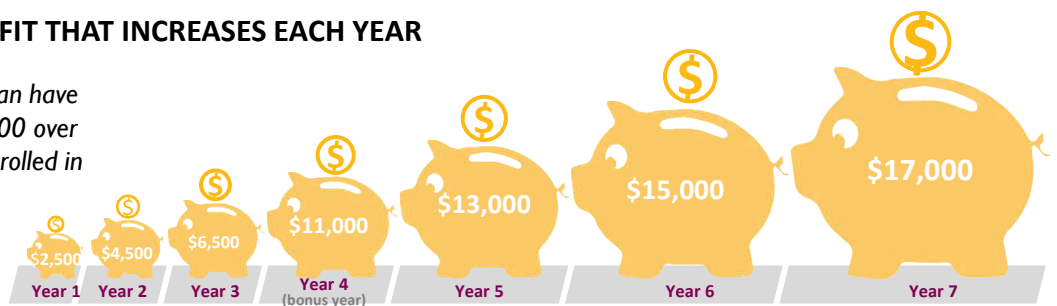 FIT THAT INCREASES EACH YEAR
an have
00 over
rolled in
$
$
$
$
$
$
$
$2,500
$4,500
$6,500
$11,000
$13,000
$15,000
$17,000
Year 1
Year 2
Year 3
Year 4
(bonus year)
Year 5
Year 6
Year 7